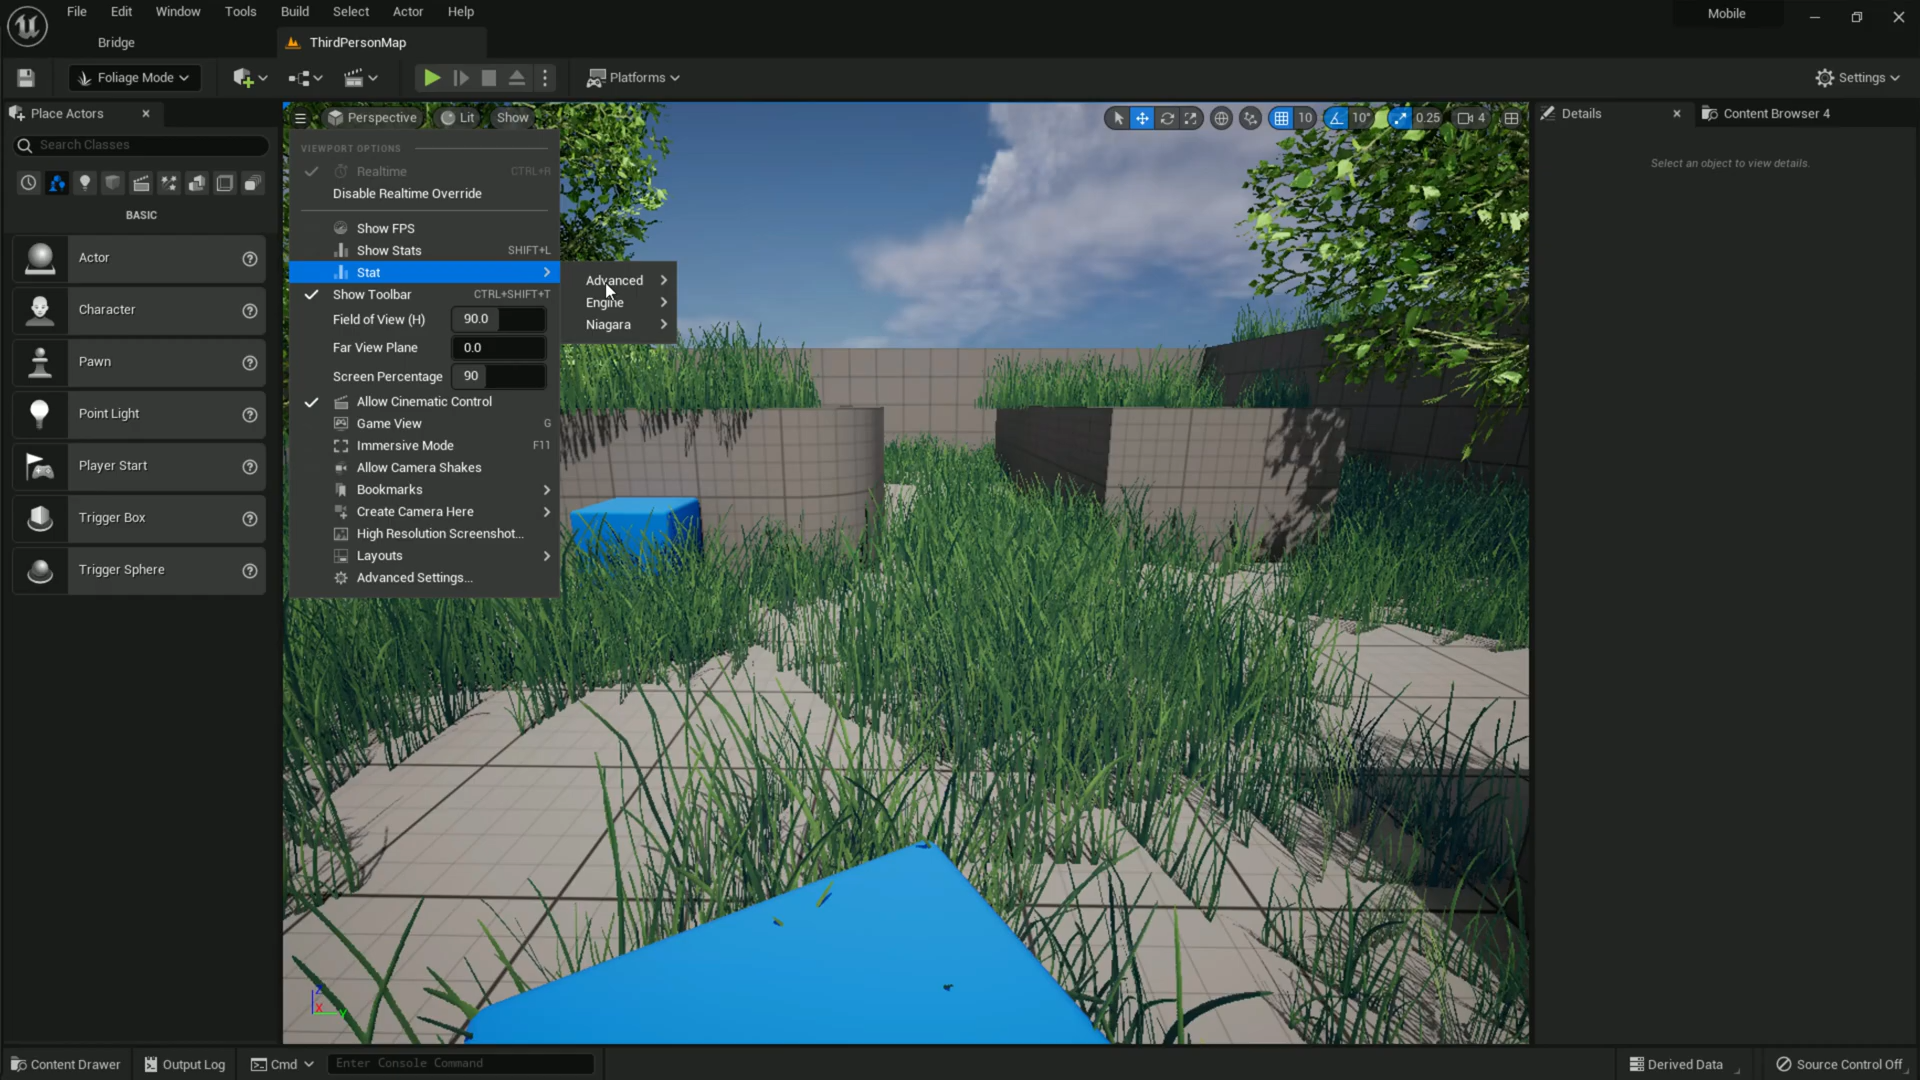 File Edit Window Tools Build Select Actor Help
Mobile
Bridge
ThirdPersonMap
Foliage Mode
Platforms
Settings
Place Actors
Search Classes
BASIC
Actor
Character
Pawn
Point Light
Player Start
Trigger Box
Trigger Sphere
Perspective
Lit
Show
10
10°
0.25
4
VIEWPORT OPTIONS
Realtime CTRL+R
Disable Realtime Override
Show FPS
Show Stats SHIFT+L
Stat
Show Toolbar CTRL+SHIFT+T
Field of View (H) 90.0
Far View Plane 0.0
Screen Percentage 90
Allow Cinematic Control
Game View G
Immersive Mode F11
Allow Camera Shakes
Bookmarks
Create Camera Here
High Resolution Screenshot...
Layouts
Advanced Settings...
Advanced
Engine
Niagara
Details
Content Browser 4
Select an object to view details.
Z
X
Y
Content Drawer
Output Log
Cmd
Enter Console Command
Derived Data
Source Control Off